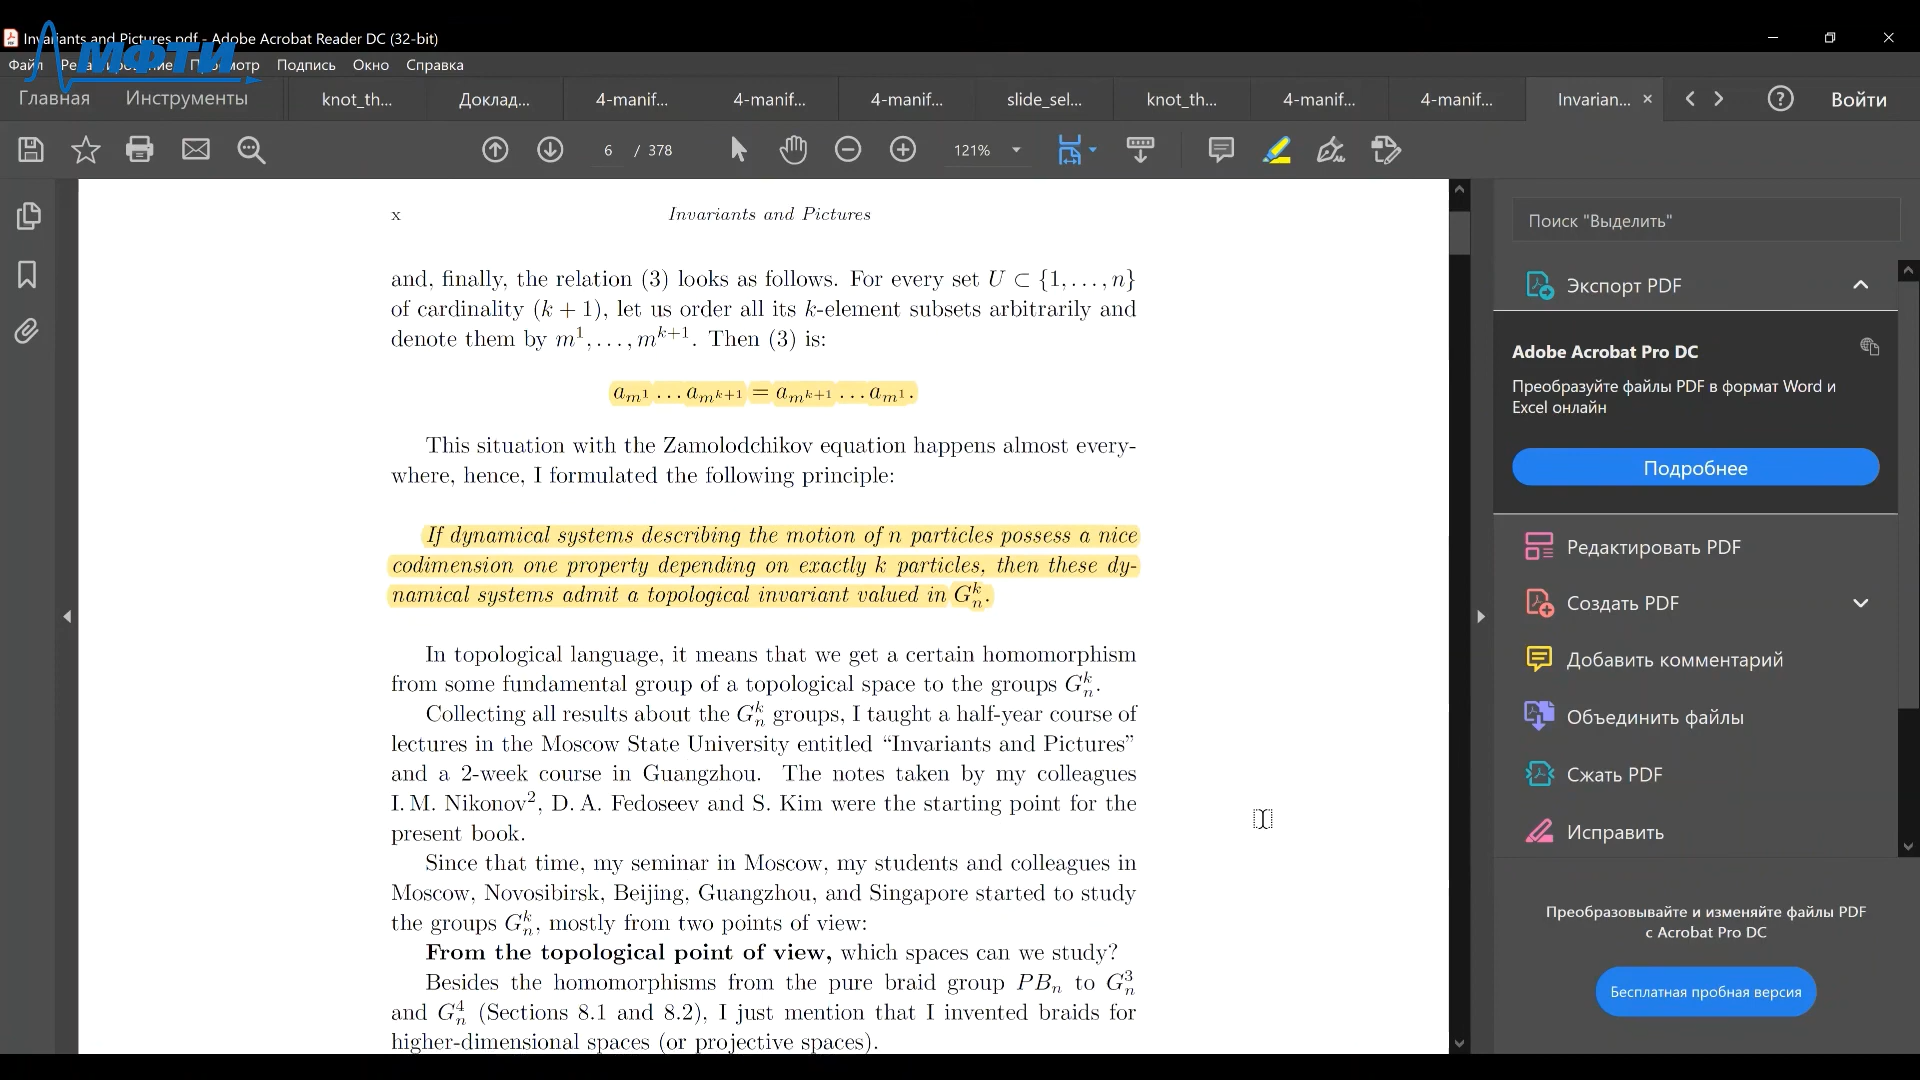 Invariants and Pictures.pdf - Adobe Acrobat Reader DC (32-bit)
МФТИ
Файл Редактирование Просмотр Подпись Окно Справка
Главная Инструменты knot_th... Доклад... 4-manif... 4-manif... 4-manif... slide_sel... knot_th... 4-manif... 4-manif... Invarian... × ? Войти
6 / 378 121%
x Invariants and Pictures
and, finally, the relation (3) looks as follows. For every set U ⊂ {1, . . . , n}
of cardinality (k + 1), let us order all its k-element subsets arbitrarily and
denote them by m¹, . . . , mᵏ⁺¹. Then (3) is:
a_{m^1} . . . a_{m^{k+1}} = a_{m^{k+1}} . . . a_{m^1}.
This situation with the Zamolodchikov equation happens almost every-
where, hence, I formulated the following principle:
If dynamical systems describing the motion of n particles possess a nice
codimension one property depending on exactly k particles, then these dy-
namical systems admit a topological invariant valued in G_n^k.
In topological language, it means that we get a certain homomorphism
from some fundamental group of a topological space to the groups G_n^k.
Collecting all results about the G_n^k groups, I taught a half-year course of
lectures in the Moscow State University entitled “Invariants and Pictures”
and a 2-week course in Guangzhou. The notes taken by my colleagues
I. M. Nikonov², D. A. Fedoseev and S. Kim were the starting point for the
present book.
Since that time, my seminar in Moscow, my students and colleagues in
Moscow, Novosibirsk, Beijing, Guangzhou, and Singapore started to study
the groups G_n^k, mostly from two points of view:
From the topological point of view, which spaces can we study?
Besides the homomorphisms from the pure braid group PB_n to G_n^3
and G_n^4 (Sections 8.1 and 8.2), I just mention that I invented braids for
higher-dimensional spaces (or projective spaces).
Поиск "Выделить"
Экспорт PDF
Adobe Acrobat Pro DC
Преобразуйте файлы PDF в формат Word и
Excel онлайн
Подробнее
Редактировать PDF
Создать PDF
Добавить комментарий
Объединить файлы
Сжать PDF
Исправить
Преобразовывайте и изменяйте файлы PDF
с Acrobat Pro DC
Бесплатная пробная версия